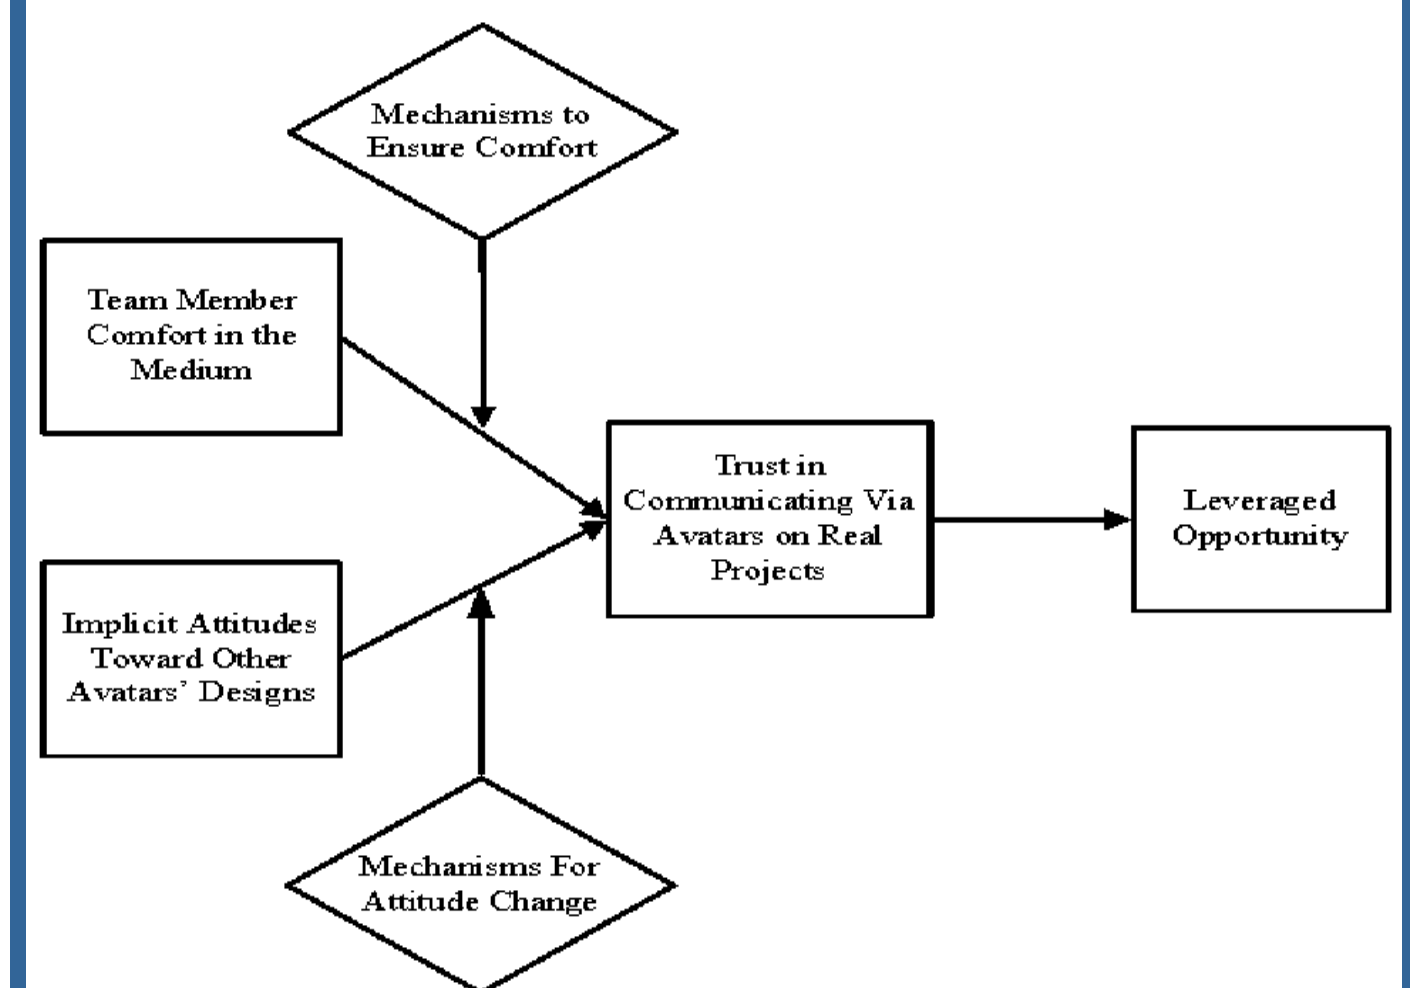 Mechanisms to
Ensure Comfort
Team Member
Comfort in the
Medium
Trust in
Communicating Via
Avatars on Real
Projects
Leveraged
Opportunity
Implicit Attitudes
Toward Other
Avatars’ Designs
Mechanisms For
Attitude Change